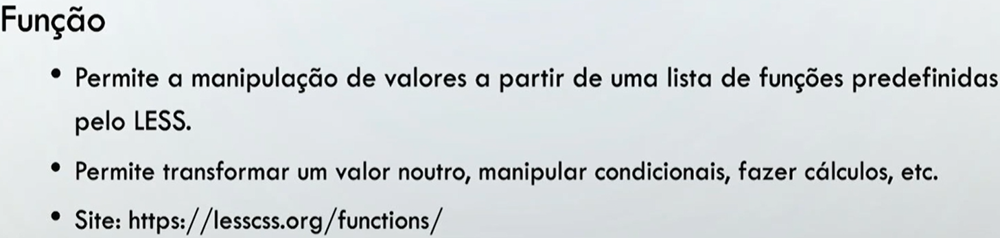 Função
• Permite a manipulação de valores a partir de uma lista de funções predefinidas
pelo LESS.
• Permite transformar um valor noutro, manipular condicionais, fazer cálculos, etc.
• Site: https://lesscss.org/functions/